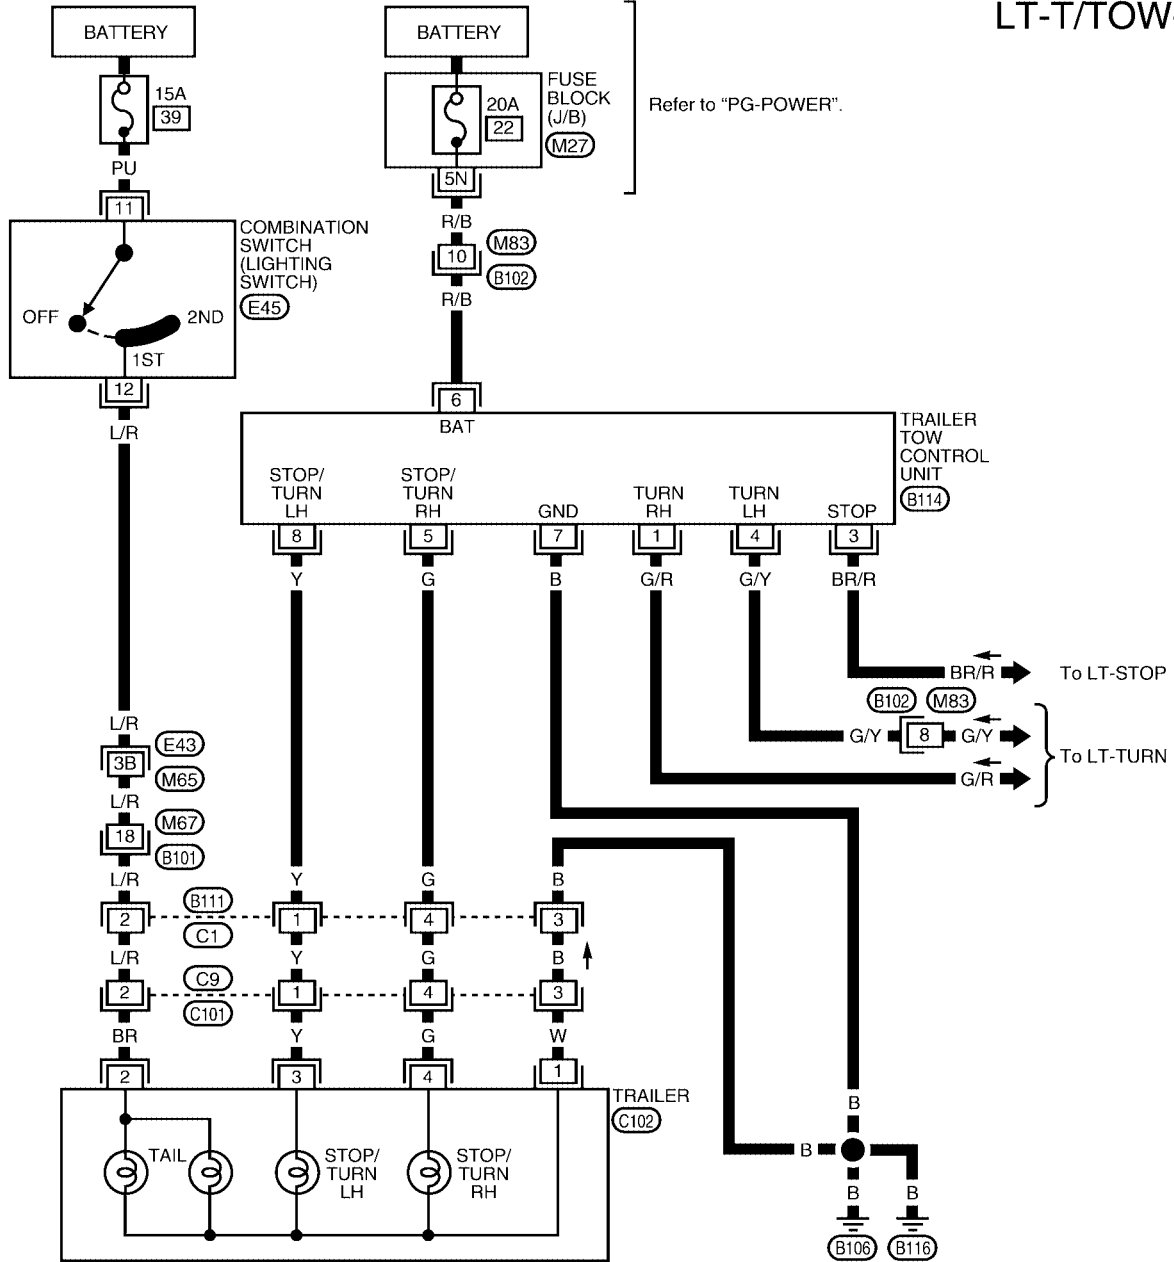 LT-T/TOW-
BATTERY
BATTERY
15A
39
FUSE
BLOCK
(J/B)
M27
20A
22
Refer to “PG-POWER”.
PU
5N
11
R/B
COMBINATION
SWITCH
(LIGHTING
SWITCH)
E45
10
M83
B102
R/B
OFF
2ND
1ST
12
6
L/R
BAT
TRAILER
TOW
CONTROL
UNIT
B114
STOP/
TURN
LH
STOP/
TURN
RH
GND
TURN
RH
TURN
LH
STOP
8
5
7
1
4
3
Y
G
B
G/R
G/Y
BR/R
BR/R
To LT-STOP
B102
M83
G/Y
8
G/Y
To LT-TURN
G/R
L/R
3B
E43
M65
L/R
18
M67
B101
L/R
Y
G
B
2
B111
C1
1
4
3
L/R
Y
G
B
2
C9
C101
1
4
3
BR
Y
G
W
2
3
4
1
TRAILER
C102
TAIL
STOP/
TURN
LH
STOP/
TURN
RH
B
B
B
B
B106
B116